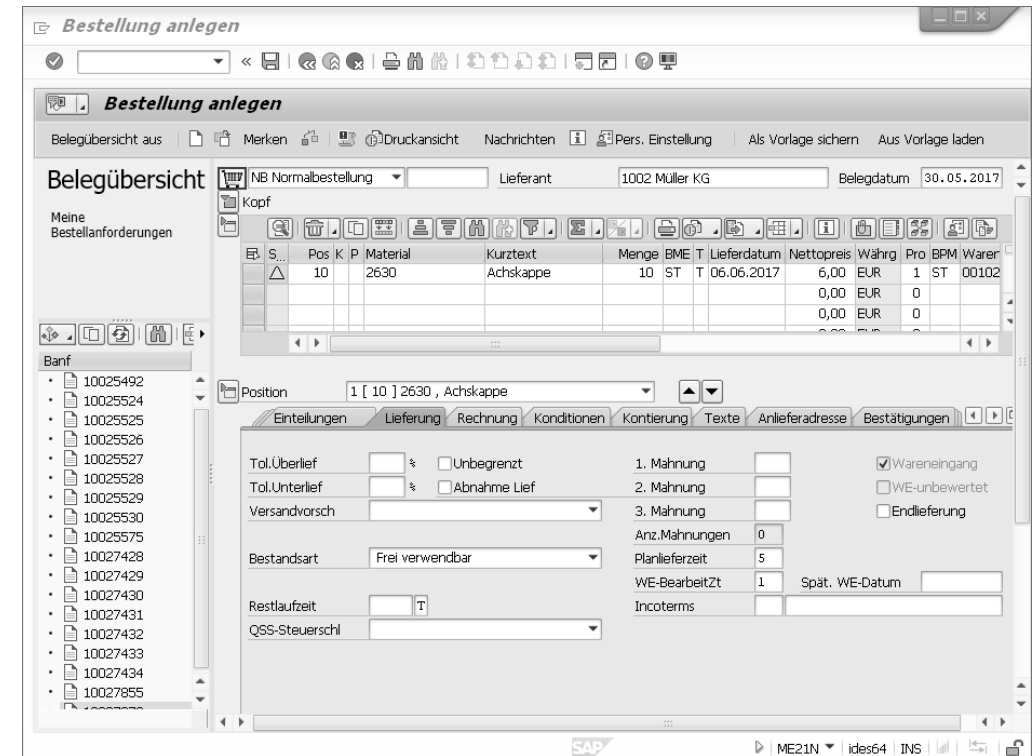 Bestellung anlegen
Bestellung anlegen
Belegübersicht aus Merken Druckansicht Nachrichten Pers. Einstellung Als Vorlage sichern Aus Vorlage laden
Belegübersicht
Meine
Bestellanforderungen
NB Normalbestellung Lieferant 1002 Müller KG Belegdatum 30.05.2017
Kopf
S... Pos K P Material Kurztext Menge BME T Lieferdatum Nettopreis Währg Pro BPM Waren
10 2630 Achskappe 10 ST T 06.06.2017 6,00 EUR 1 ST 00102
0,00 EUR 0
0,00 EUR 0
Banf
10025492
10025524
10025525
10025526
10025527
10025528
10025529
10025530
10025575
10027428
10027429
10027430
10027431
10027432
10027433
10027434
10027855
Position 1 [ 10 ] 2630 , Achskappe
Einteilungen Lieferung Rechnung Konditionen Kontierung Texte Anlieferadresse Bestätigungen
Tol.Überlief % Unbegrenzt 1. Mahnung Wareneingang
Tol.Unterlief % Abnahme Lief 2. Mahnung WE-unbewertet
Versandvorsch 3. Mahnung Endlieferung
Anz.Mahnungen 0
Bestandsart Frei verwendbar Planlieferzeit 5
WE-BearbeitZt 1 Spät. WE-Datum
Restlaufzeit T Incoterms
QSS-Steuerschl
SAP ME21N ides64 INS